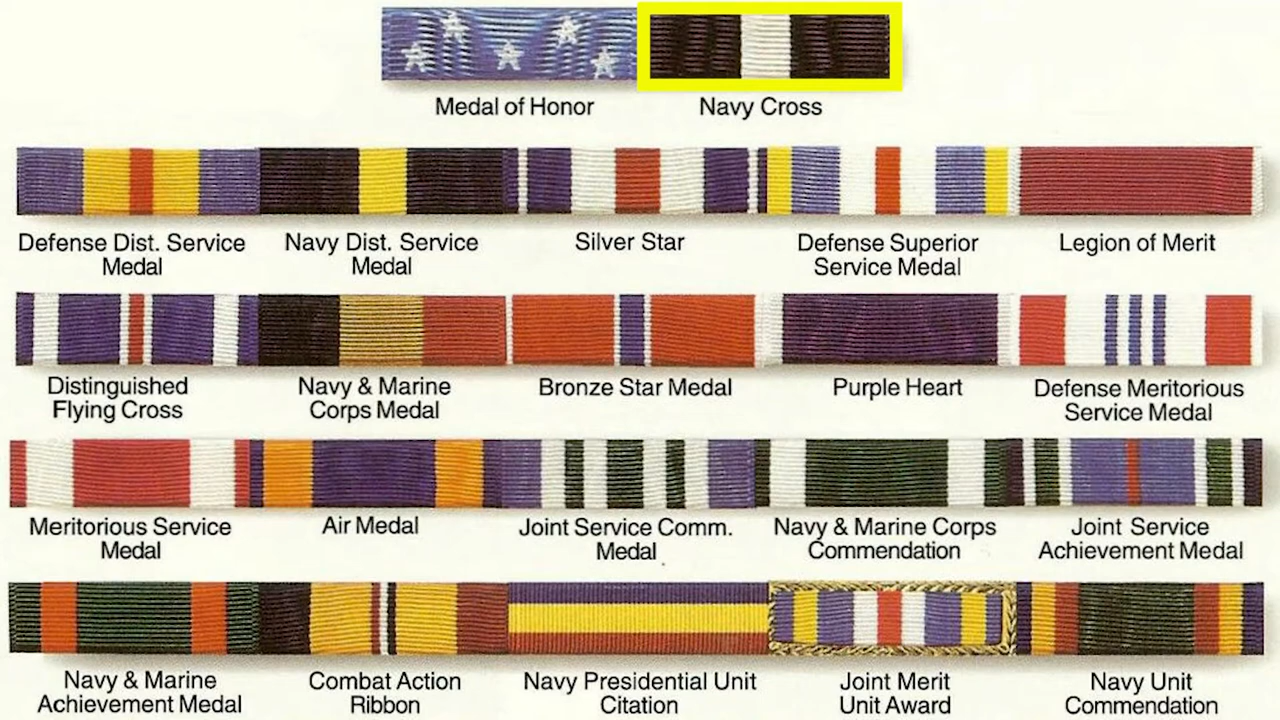 Medal of Honor
Navy Cross
Defense Dist. Service
Medal
Navy Dist. Service
Medal
Silver Star
Defense Superior
Service Medal
Legion of Merit
Distinguished
Flying Cross
Navy & Marine
Corps Medal
Bronze Star Medal
Purple Heart
Defense Meritorious
Service Medal
Meritorious Service
Medal
Air Medal
Joint Service Comm.
Medal
Navy & Marine Corps
Commendation
Joint Service
Achievement Medal
Navy & Marine
Achievement Medal
Combat Action
Ribbon
Navy Presidential Unit
Citation
Joint Merit
Unit Award
Navy Unit
Commendation